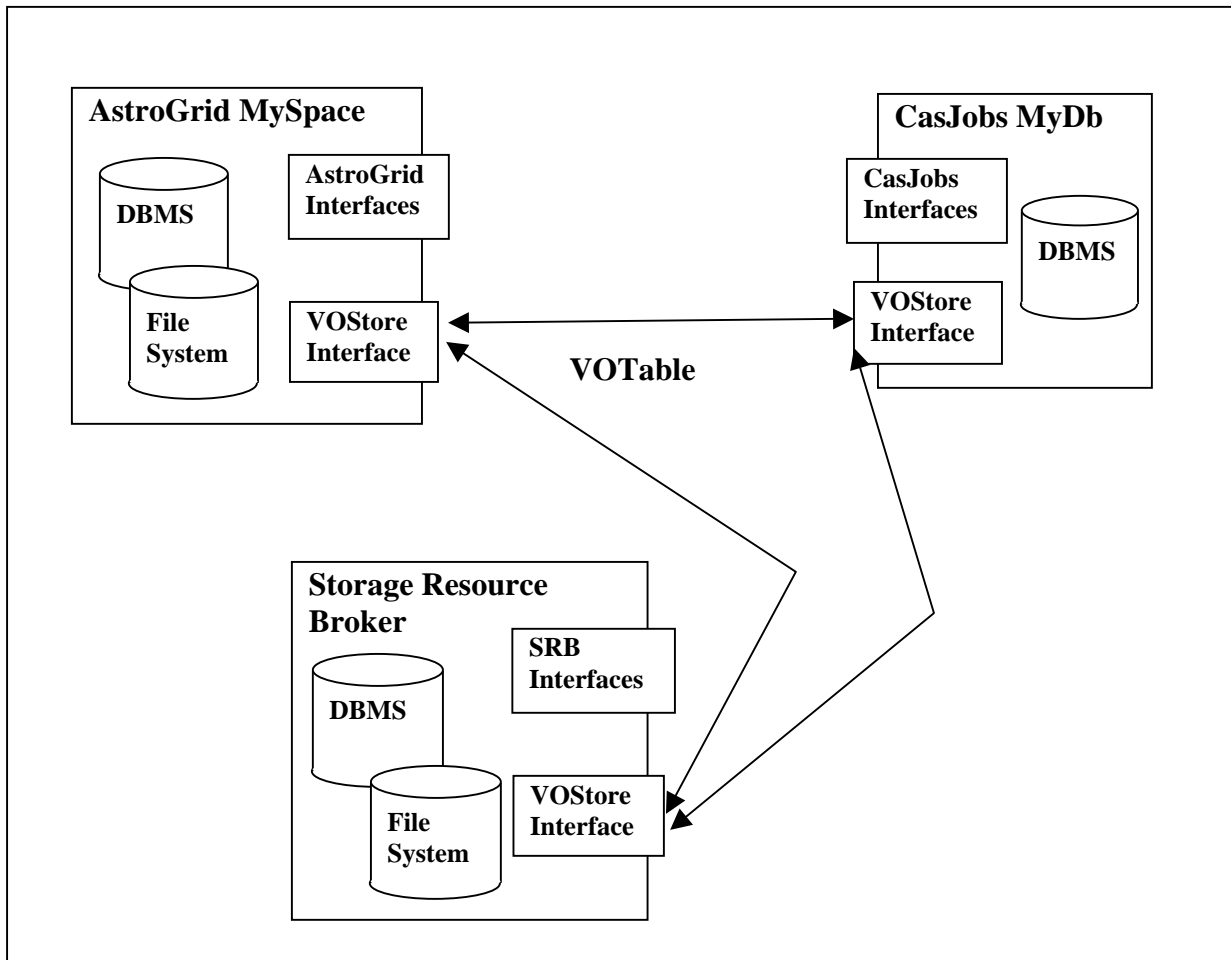 AstroGrid MySpace
DBMS
File
System
AstroGrid
Interfaces
VOStore
Interface
VOTable
CasJobs MyDb
CasJobs
Interfaces
DBMS
VOStore
Interface
Storage Resource
Broker
SRB
Interfaces
DBMS
File
System
VOStore
Interface